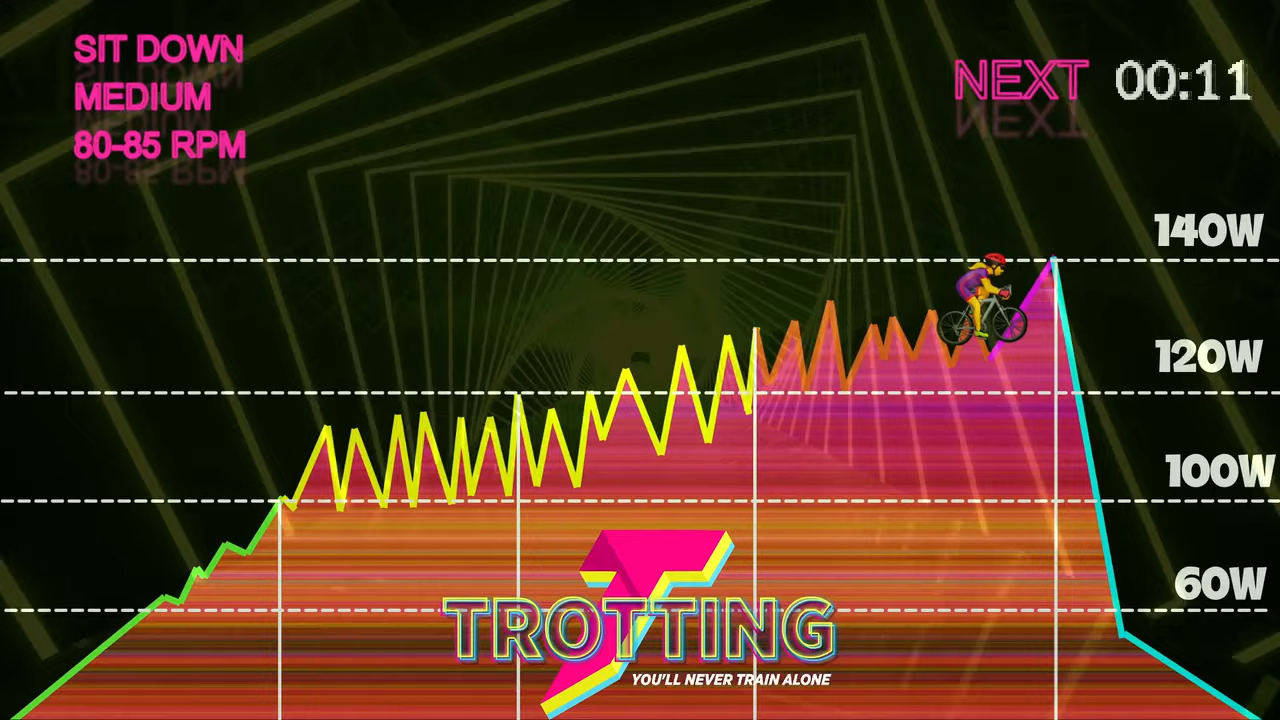 SIT DOWN
MEDIUM
80-85 RPM
NEXT 00:11
140W
120W
100W
60W
TROTTING
YOU'LL NEVER TRAIN ALONE